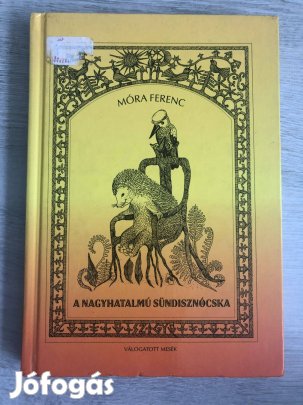 MÓRA FERENC
A NAGYHATALMÚ SÜNDISZNÓCSKA
VÁLOGATOTT MESÉK
Jófogás